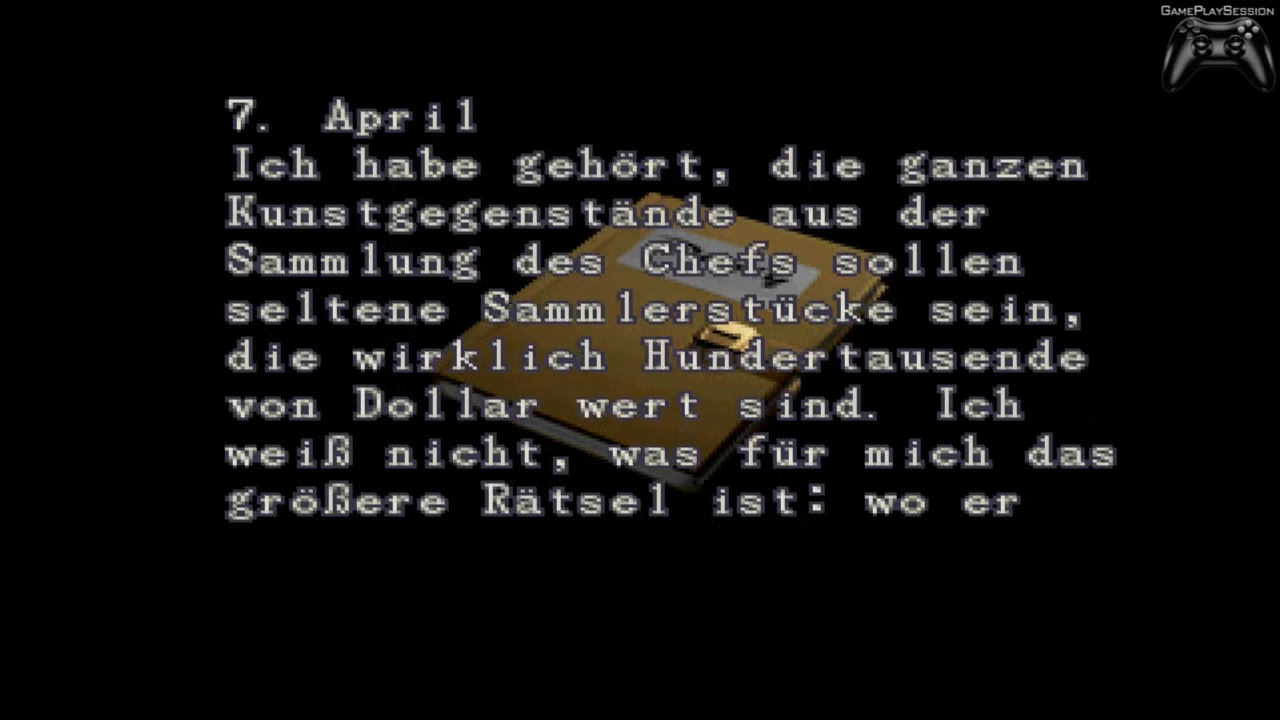 GAMEPLAYSESSION
7. April
Ich habe gehört, die ganzen
Kunstgegenstände aus der
Sammlung des Chefs sollen
seltene Sammlerstücke sein,
die wirklich Hundertausende
von Dollar wert sind. Ich
weiß nicht, was für mich das
größere Rätsel ist: wo er